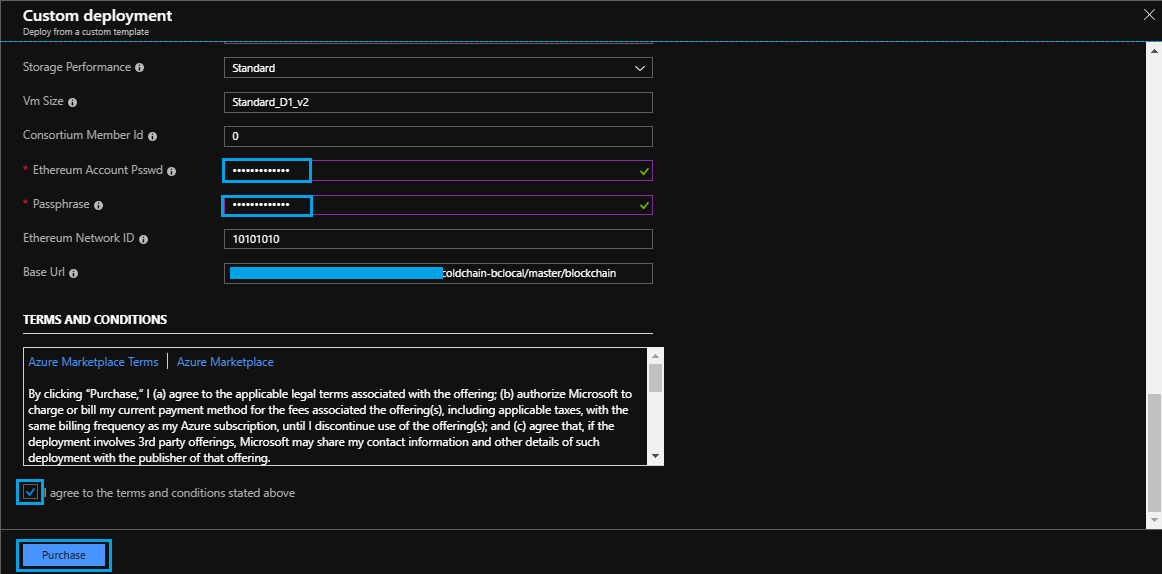 Custom deployment
Deploy from a custom template
Storage Performance
Standard
Vm Size
Standard_D1_v2
Consortium Member Id
0
* Ethereum Account Psswd
•••••••••••••
* Passphrase
•••••••••••••
Ethereum Network ID
10101010
Base Url
coldchain-bclocal/master/blockchain
TERMS AND CONDITIONS
Azure Marketplace Terms | Azure Marketplace
By clicking “Purchase,” I (a) agree to the applicable legal terms associated with the offering; (b) authorize Microsoft to
charge or bill my current payment method for the fees associated the offering(s), including applicable taxes, with the
same billing frequency as my Azure subscription, until I discontinue use of the offering(s); and (c) agree that, if the
deployment involves 3rd party offerings, Microsoft may share my contact information and other details of such
deployment with the publisher of that offering.
I agree to the terms and conditions stated above
Purchase